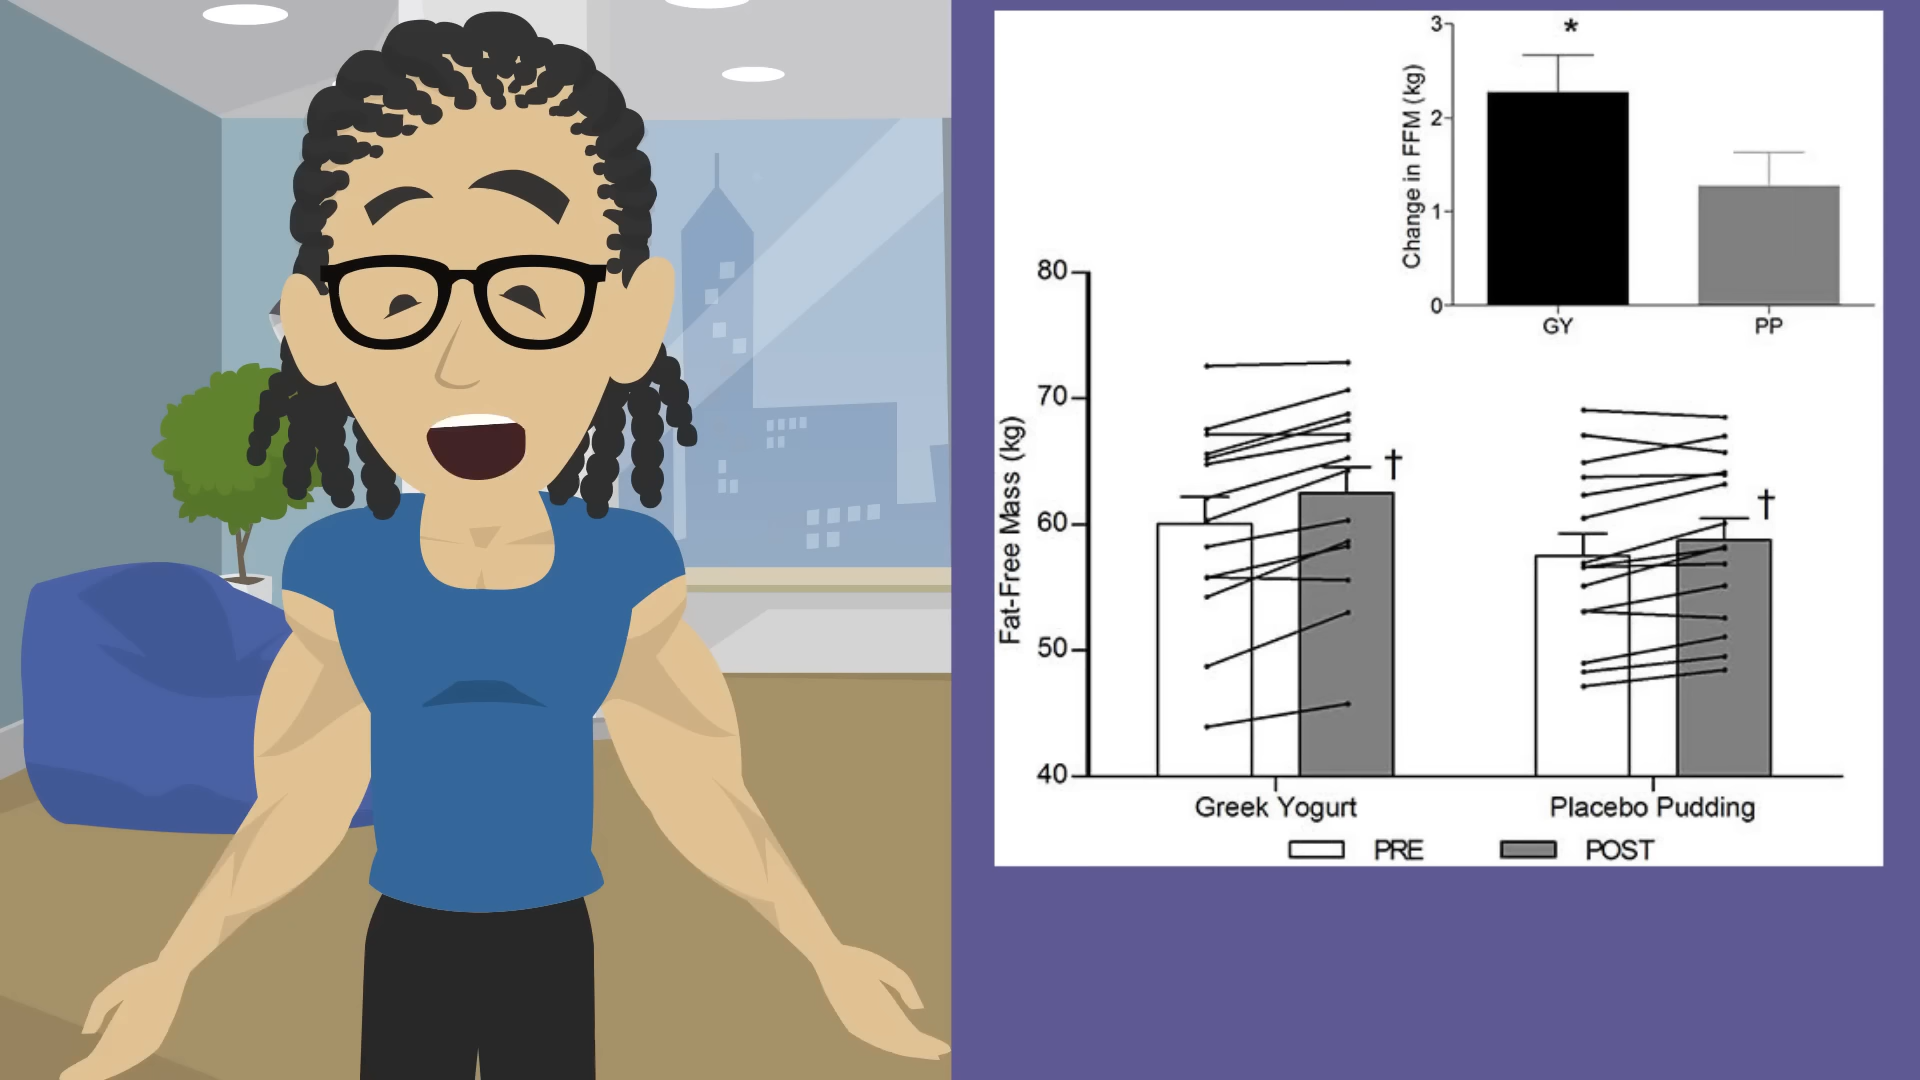 3
*
2
1
0
Change in FFM (kg)
GY
PP
80
70
60
50
40
Fat-Free Mass (kg)
†
†
Greek Yogurt
Placebo Pudding
PRE
POST